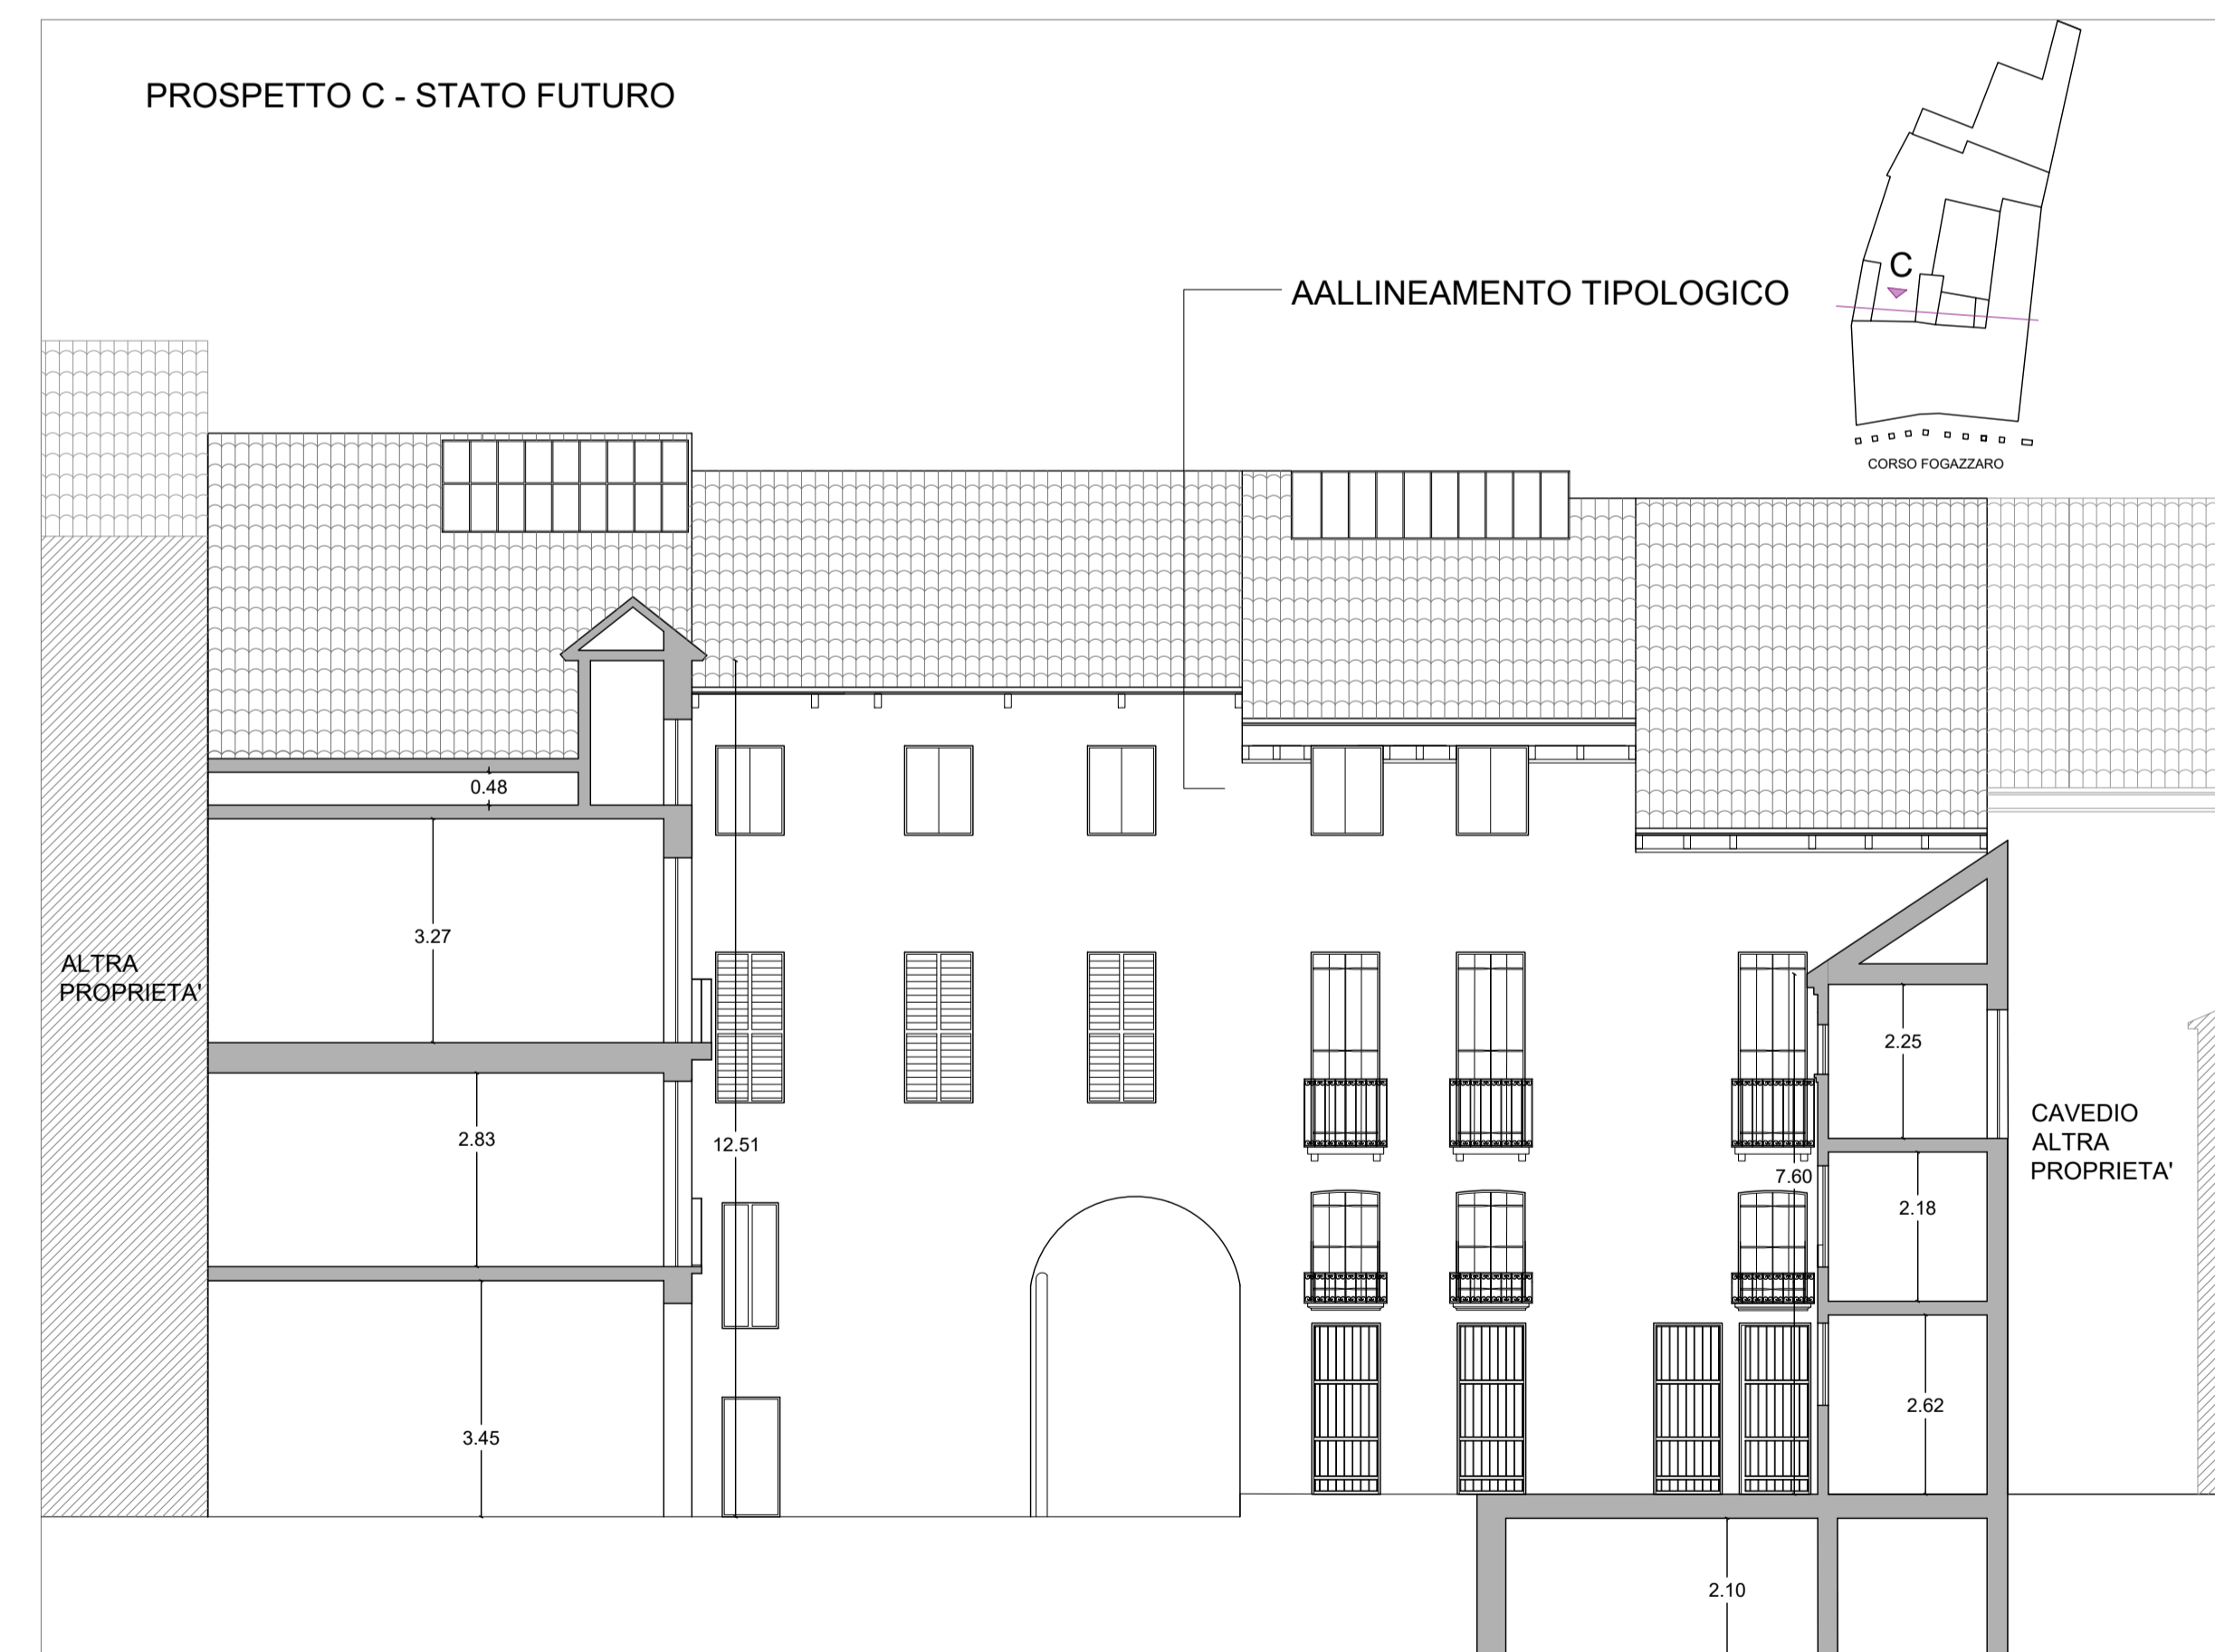 PROSPETTO C - STATO FUTURO
C
AALLINEAMENTO TIPOLOGICO
CORSO FOGAZZARO
0.48
3.27
ALTRA
PROPRIETA'
2.25
2.83
12.51
CAVEDIO
ALTRA
PROPRIETA'
7.60
2.18
2.62
3.45
2.10